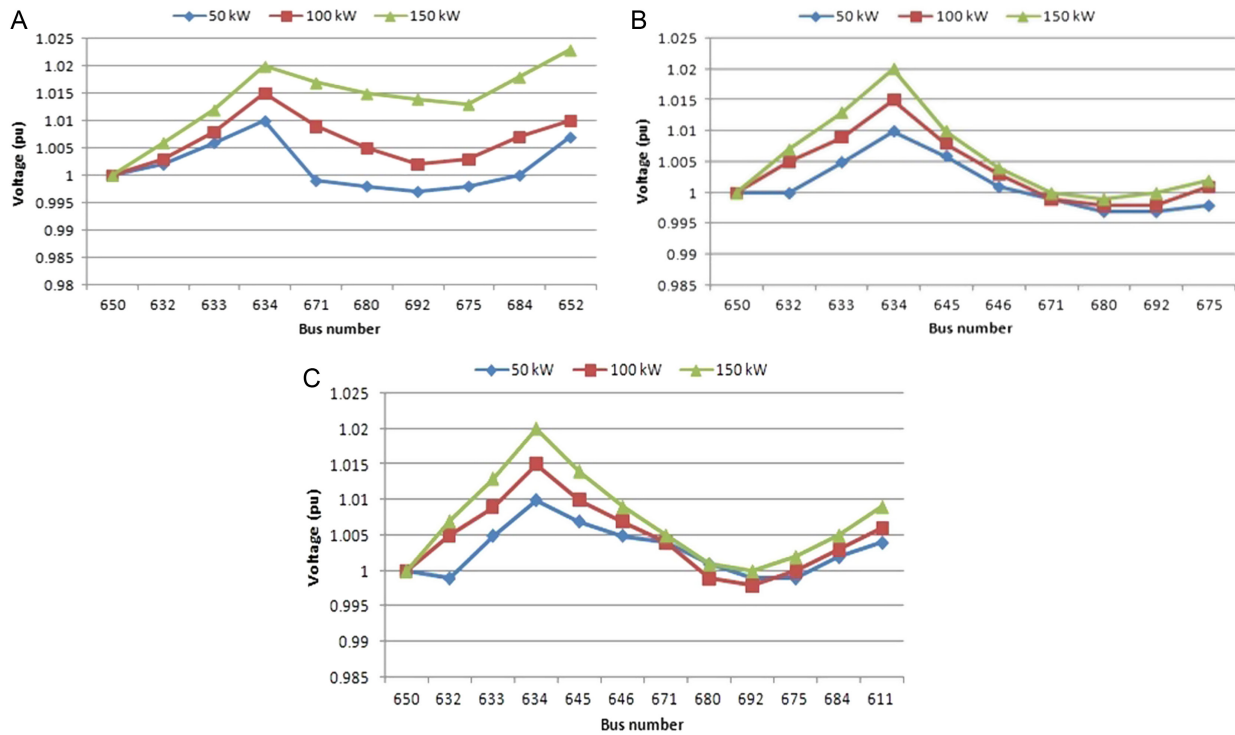 A
50 kW 100 kW 150 kW
1.025
1.02
1.015
1.01
1.005
1
0.995
0.99
0.985
0.98
Voltage (pu)
650 632 633 634 671 680 692 675 684 652
Bus number
B
50 kW 100 kW 150 kW
1.025
1.02
1.015
1.01
1.005
1
0.995
0.99
0.985
Voltage (pu)
650 632 633 634 645 646 671 680 692 675
Bus number
C
50 kW 100 kW 150 kW
1.025
1.02
1.015
1.01
1.005
1
0.995
0.99
0.985
Voltage (pu)
650 632 633 634 645 646 671 680 692 675 684 611
Bus number